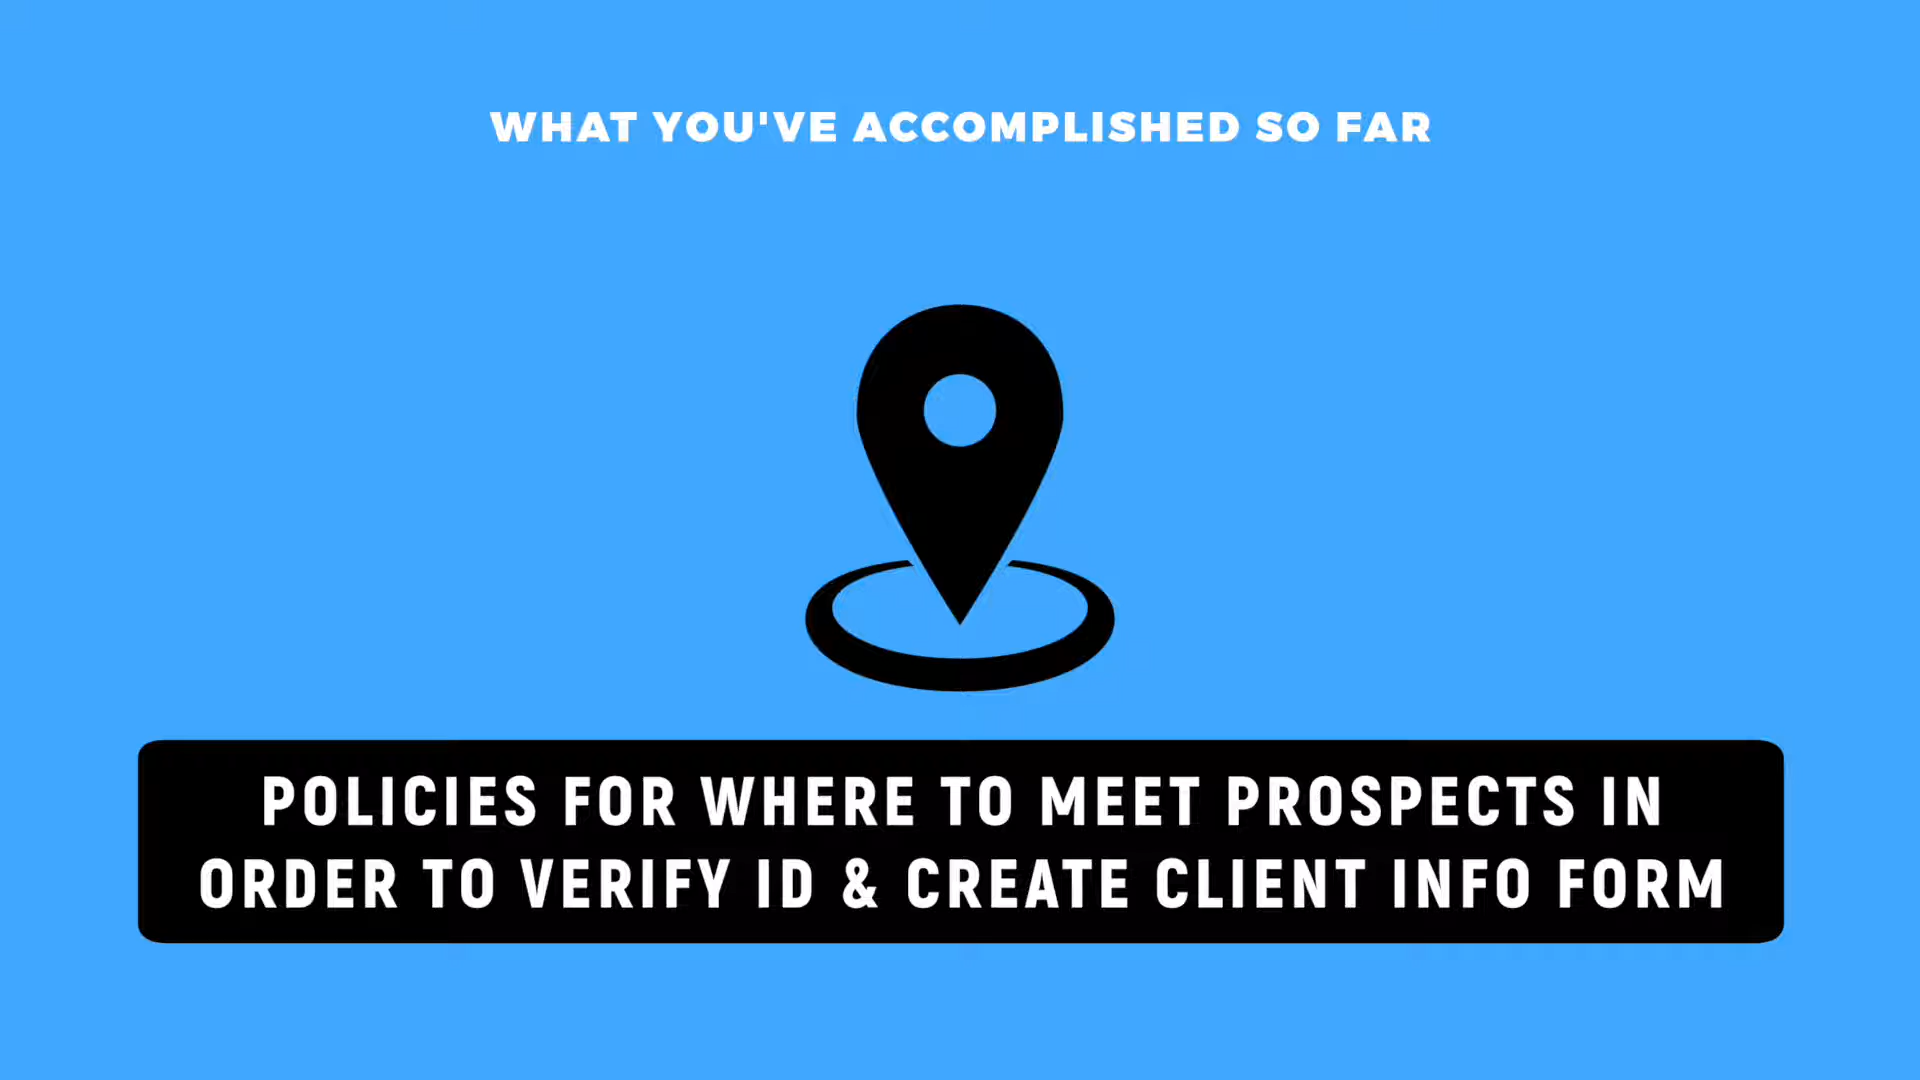 WHAT YOU'VE ACCOMPLISHED SO FAR
POLICIES FOR WHERE TO MEET PROSPECTS IN
ORDER TO VERIFY ID & CREATE CLIENT INFO FORM